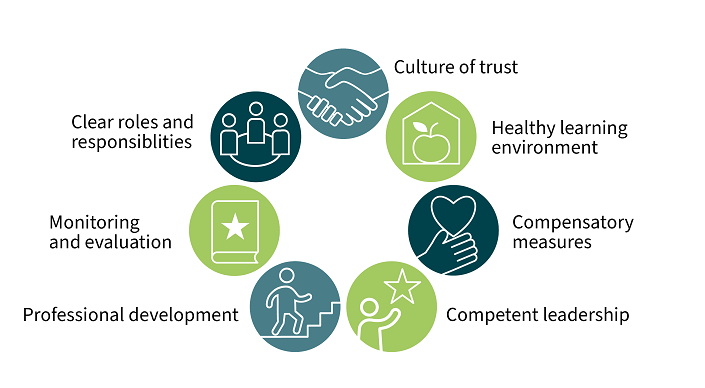 Culture of trust
Healthy learning
environment
Compensatory
measures
Competent leadership
Professional development
Monitoring
and evaluation
Clear roles and
responsiblities